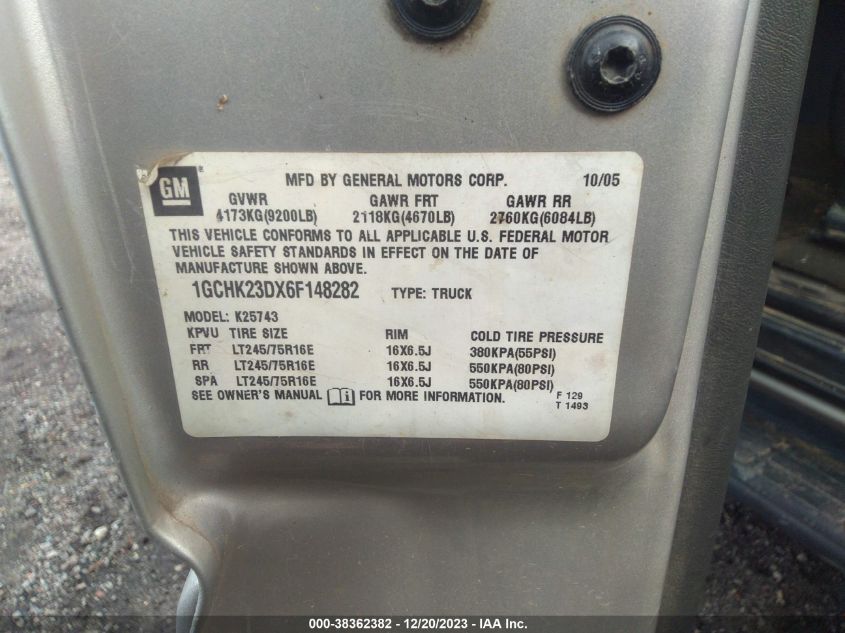 GM MFD BY GENERAL MOTORS CORP. 10/05
GVWR GAWR FRT GAWR RR
4173KG(9200LB) 2118KG(4670LB) 2760KG(6084LB)
THIS VEHICLE CONFORMS TO ALL APPLICABLE U.S. FEDERAL MOTOR
VEHICLE SAFETY STANDARDS IN EFFECT ON THE DATE OF
MANUFACTURE SHOWN ABOVE.
1GCHK23DX6F148282 TYPE: TRUCK
MODEL: K25743
KPVU TIRE SIZE RIM COLD TIRE PRESSURE
FRT LT245/75R16E 16X6.5J 380KPA(55PSI)
RR LT245/75R16E 16X6.5J 550KPA(80PSI)
SPA LT245/75R16E 16X6.5J 550KPA(80PSI)
SEE OWNER'S MANUAL FOR MORE INFORMATION. F 129
T 1493
000-38362382 - 12/20/2023 - IAA Inc.